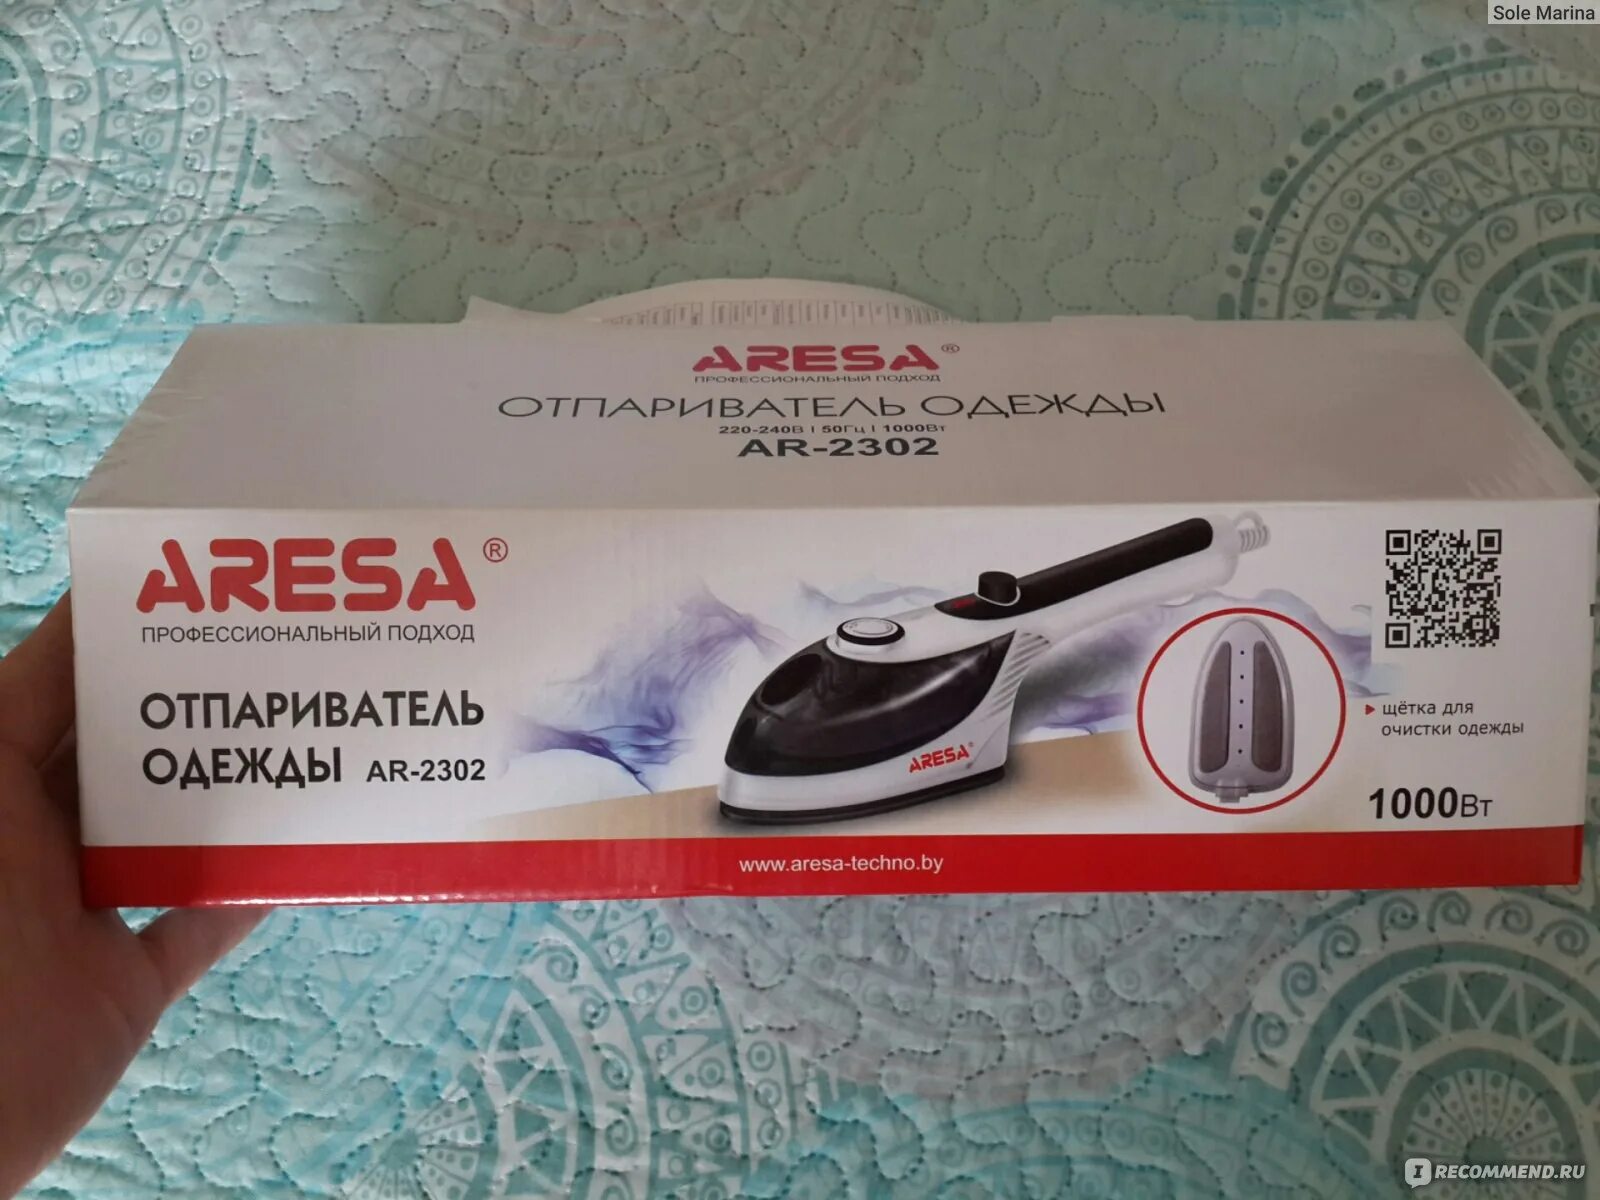 Sole Marina
ARESA®
ПРОФЕССИОНАЛЬНЫЙ ПОДХОД
ОТПАРИВАТЕЛЬ ОДЕЖДЫ
220-240В | 50Гц | 1000Вт
AR-2302
ARESA®
ПРОФЕССИОНАЛЬНЫЙ ПОДХОД
ОТПАРИВАТЕЛЬ
ОДЕЖДЫ AR-2302
ARESA®
щётка для
очистки одежды
1000Вт
www.aresa-techno.by
IRECOMMEND.RU